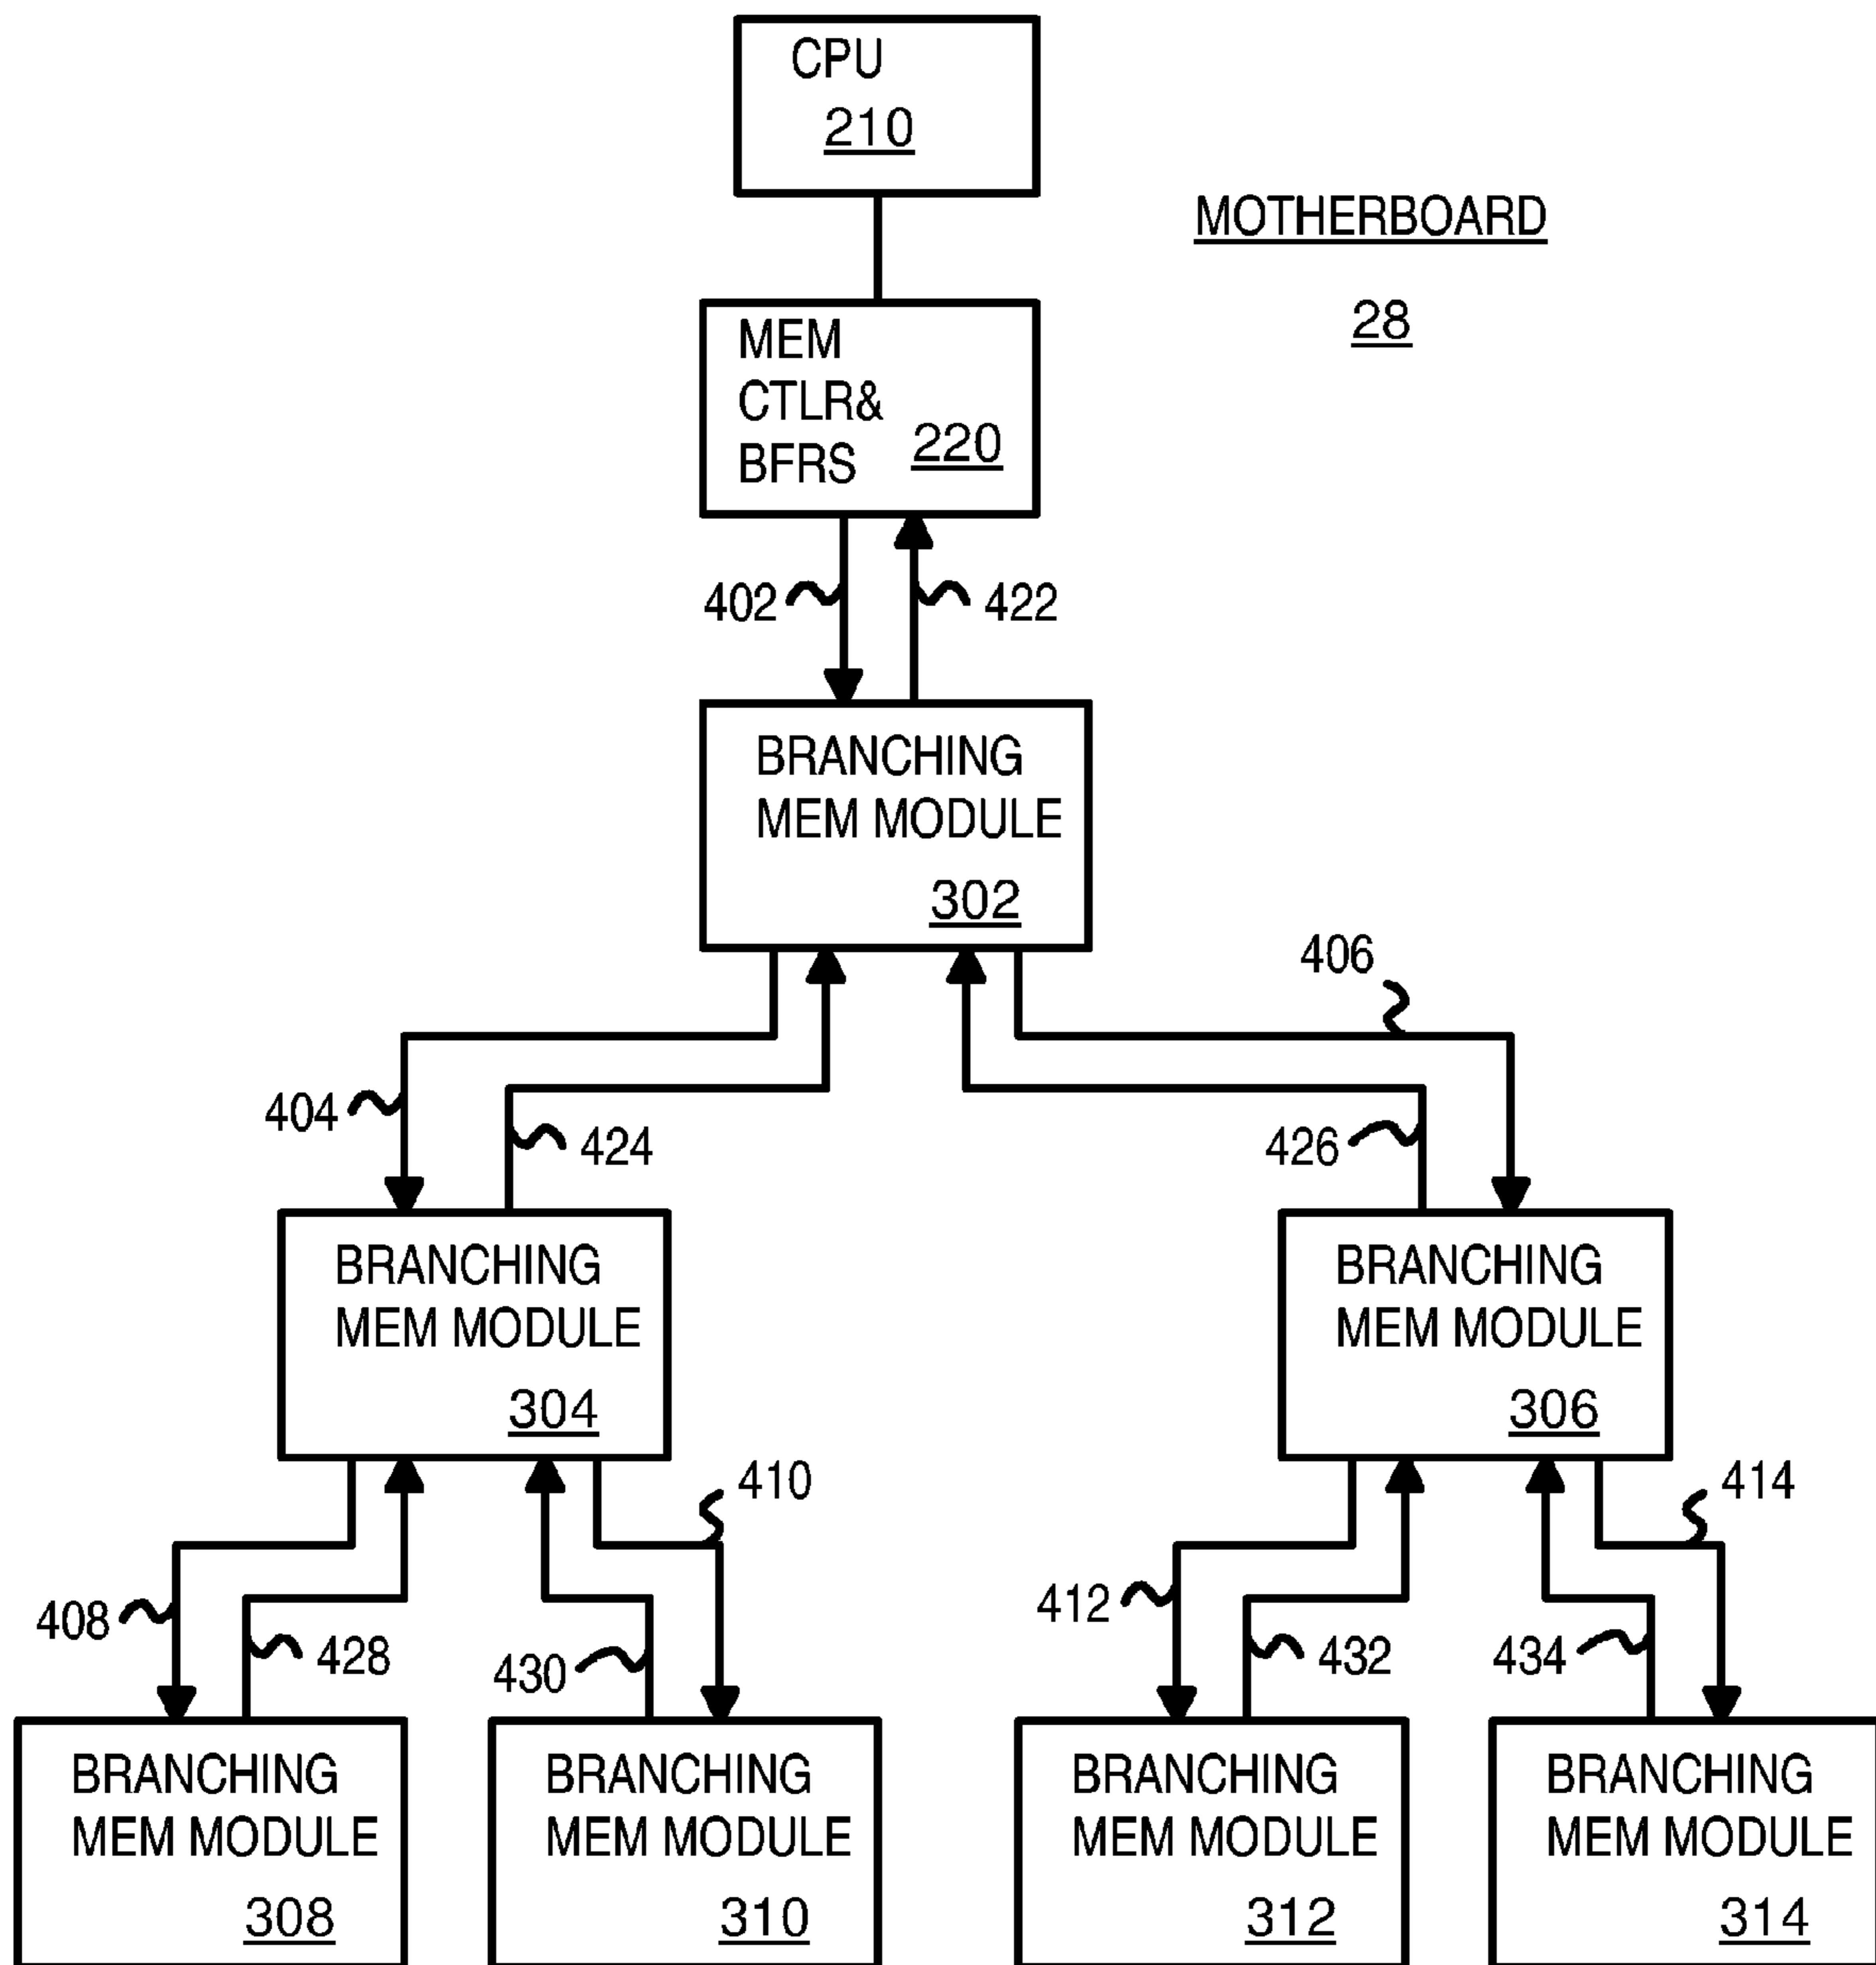 CPU
210
MOTHERBOARD
28
MEM
CTLR&
BFRS
220
402
422
BRANCHING
MEM MODULE
302
406
404
424
426
BRANCHING
MEM MODULE
304
BRANCHING
MEM MODULE
306
410
414
408
428
430
412
432
434
BRANCHING
MEM MODULE
308
BRANCHING
MEM MODULE
310
BRANCHING
MEM MODULE
312
BRANCHING
MEM MODULE
314